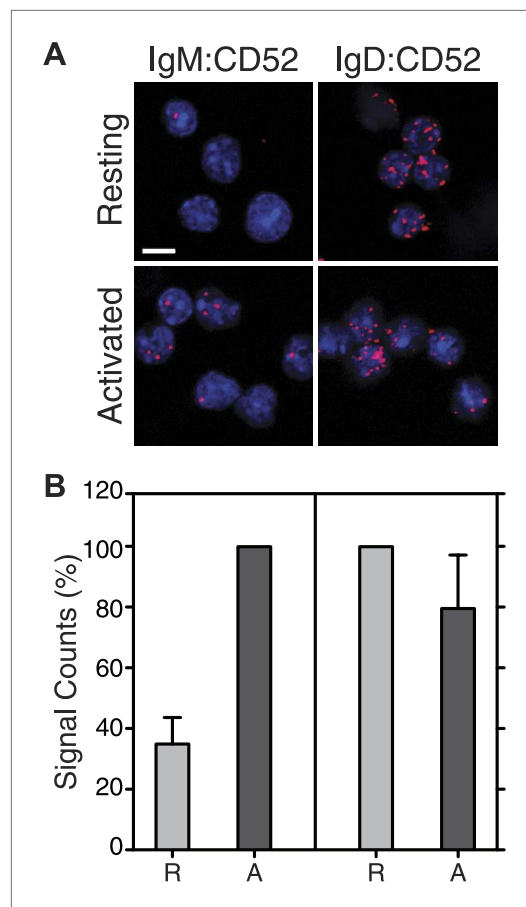 A
IgM:CD52 IgD:CD52
Resting
Activated
B
Signal Counts (%)
120
100
80
60
40
20
0
R A R A